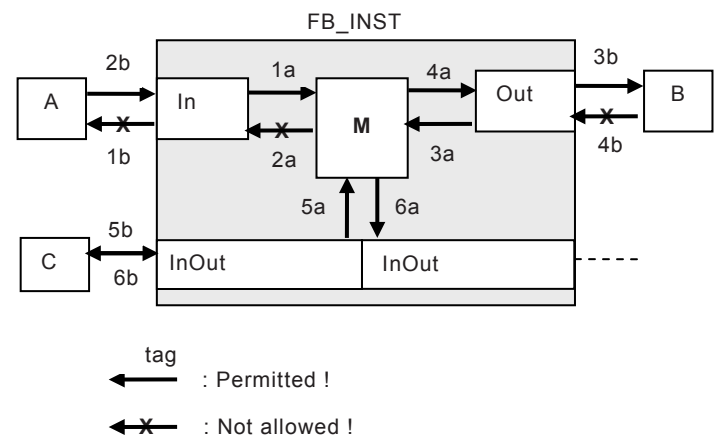 FB_INST
2b
1a
4a
3b
A
In
M
Out
B
1b
2a
3a
4b
5a
6a
5b
C
6b
InOut
InOut
tag
: Permitted !
X : Not allowed !